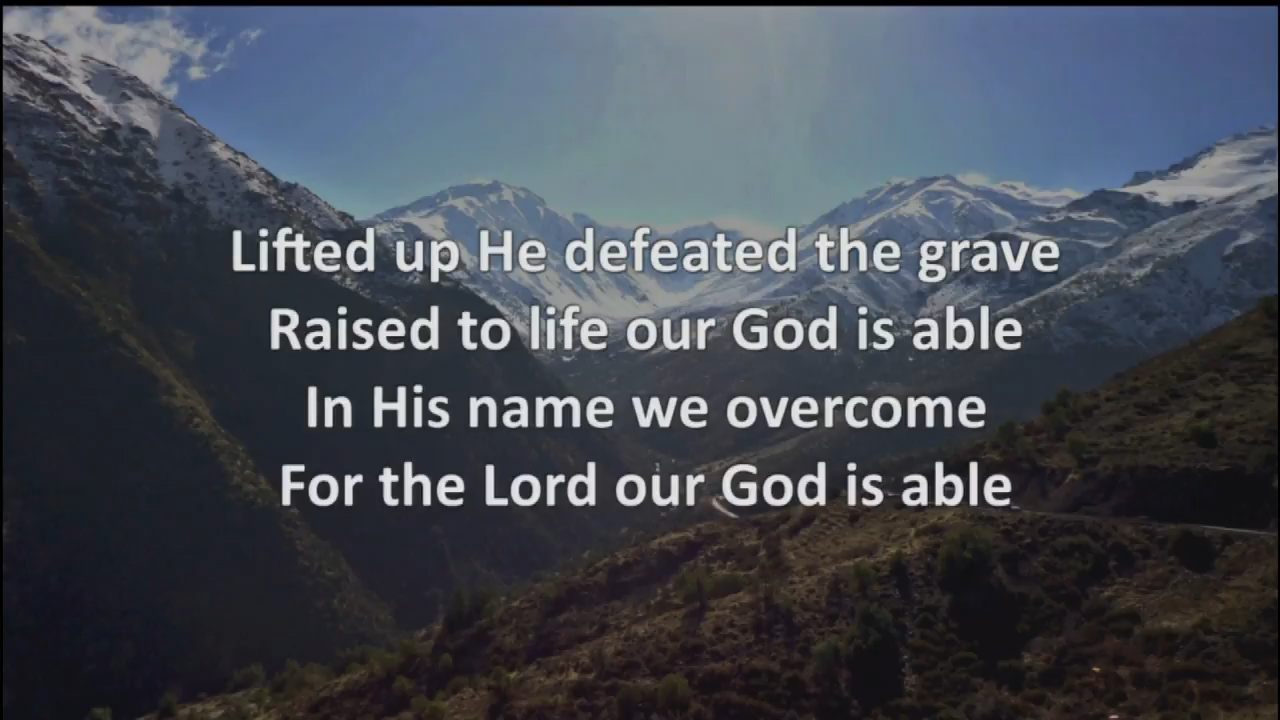 Lifted up He defeated the grave
Raised to life our God is able
In His name we overcome
For the Lord our God is able